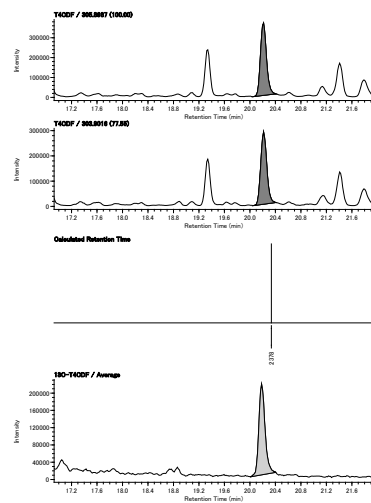 T4CDF / 305.8987 (100.00)
Intensity
300000
200000
100000
0
17.2 17.6 18.0 18.4 18.8 19.2 19.6 20.0 20.4 20.8 21.2 21.6
Retention Time (min)
T4CDF / 303.9016 (77.55)
Intensity
300000
200000
100000
0
17.2 17.6 18.0 18.4 18.8 19.2 19.6 20.0 20.4 20.8 21.2 21.6
Retention Time (min)
Calculated Retention Time
2378
13C-T4CDF / Average
Intensity
200000
160000
120000
80000
40000
0
17.2 17.6 18.0 18.4 18.8 19.2 19.6 20.0 20.4 20.8 21.2 21.6
Retention Time (min)